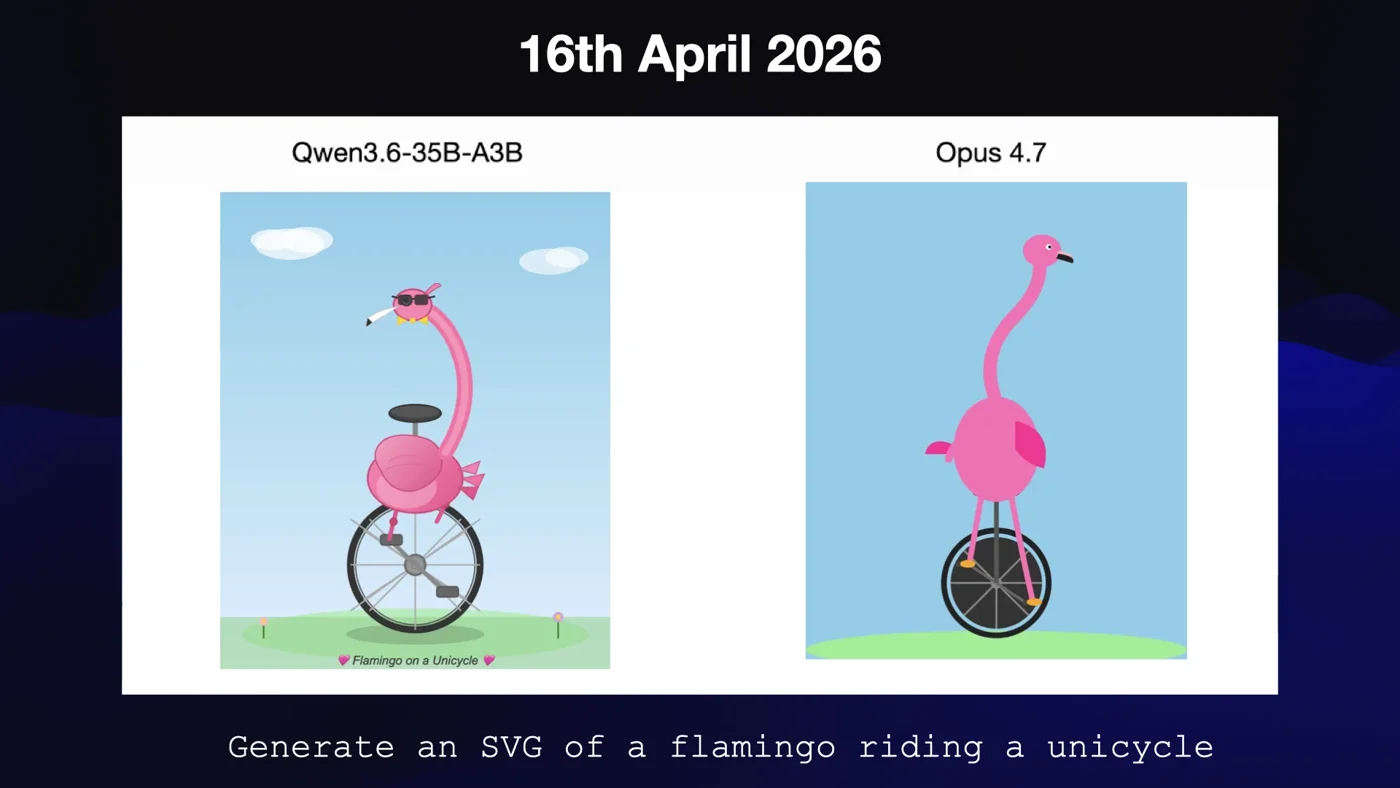 16th April 2026
Qwen3.6-35B-A3B
Opus 4.7
💗 Flamingo on a Unicycle 💗
Generate an SVG of a flamingo riding a unicycle